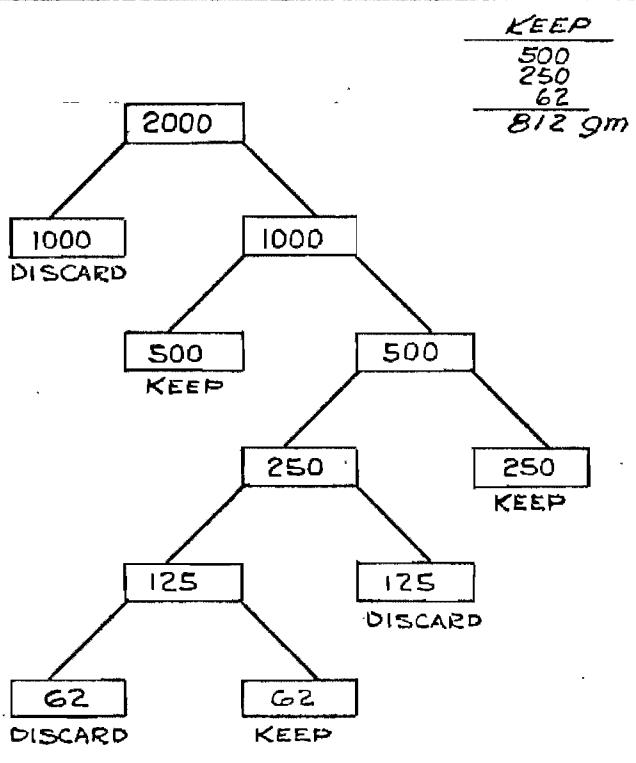 KEEP
500
250
62
812 gm
2000
1000 1000
DISCARD
500 500
KEEP
250 250
KEEP
125 125
DISCARD
62 62
DISCARD KEEP